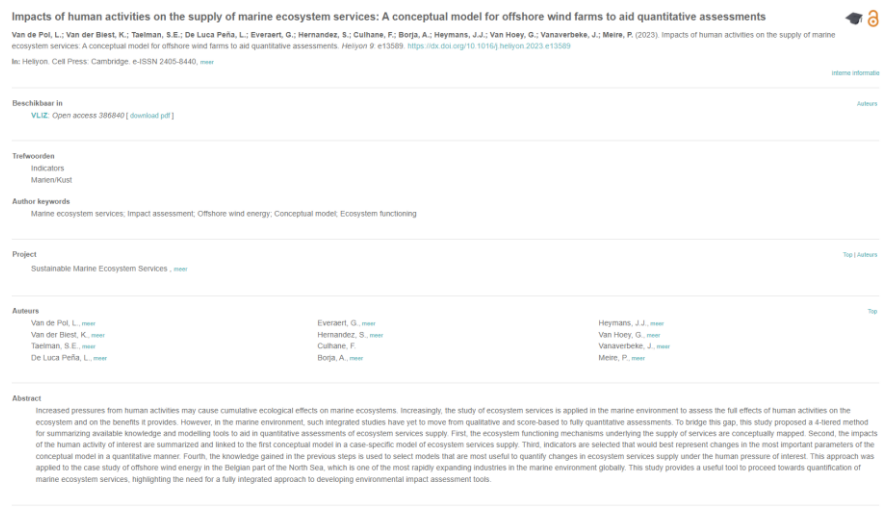 Impacts of human activities on the supply of marine ecosystem services: A conceptual model for offshore wind farms to aid quantitative assessments
Van de Pol, L.; Van der Biest, K.; Taelman, S.E.; De Luca Peña, L.; Everaert, G.; Hernandez, S.; Culhane, F.; Borja, A.; Heymans, J.J.; Van Hoey, G.; Vanaverbeke, J.; Meire, P. (2023). Impacts of human activities on the supply of marine
ecosystem services: A conceptual model for offshore wind farms to aid quantitative assessments. Heliyon 9: e13589. https://dx.doi.org/10.1016/j.heliyon.2023.e13589
In: Heliyon. Cell Press: Cambridge. e-ISSN 2405-8440, meer
Interne informatie
Beschikbaar in
Auteurs
VLIZ: Open access 386840 [ download pdf ]
Trefwoorden
Indicators
Marien/Kust
Author keywords
Marine ecosystem services; Impact assessment; Offshore wind energy; Conceptual model; Ecosystem functioning
Project
Top | Auteurs
Sustainable Marine Ecosystem Services , meer
Auteurs
Top
Van de Pol, L., meer Everaert, G., meer Heymans, J.J., meer
Van der Biest, K., meer Hernandez, S., meer Van Hoey, G., meer
Taelman, S.E., meer Culhane, F. Vanaverbeke, J., meer
De Luca Peña, L., meer Borja, A., meer Meire, P., meer
Abstract
Increased pressures from human activities may cause cumulative ecological effects on marine ecosystems. Increasingly, the study of ecosystem services is applied in the marine environment to assess the full effects of human activities on the
ecosystem and on the benefits it provides. However, in the marine environment, such integrated studies have yet to move from qualitative and score-based to fully quantitative assessments. To bridge this gap, this study proposed a 4-tiered method
for summarizing available knowledge and modelling tools to aid in quantitative assessments of ecosystem services supply. First, the ecosystem functioning mechanisms underlying the supply of services are conceptually mapped. Second, the impacts
of the human activity of interest are summarized and linked to the first conceptual model in a case-specific model of ecosystem services supply. Third, indicators are selected that would best represent changes in the most important parameters of the
conceptual model in a quantitative manner. Fourth, the knowledge gained in the previous steps is used to select models that are most useful to quantify changes in ecosystem services supply under the human pressure of interest. This approach was
applied to the case study of offshore wind energy in the Belgian part of the North Sea, which is one of the most rapidly expanding industries in the marine environment globally. This study provides a useful tool to proceed towards quantification of
marine ecosystem services, highlighting the need for a fully integrated approach to developing environmental impact assessment tools.